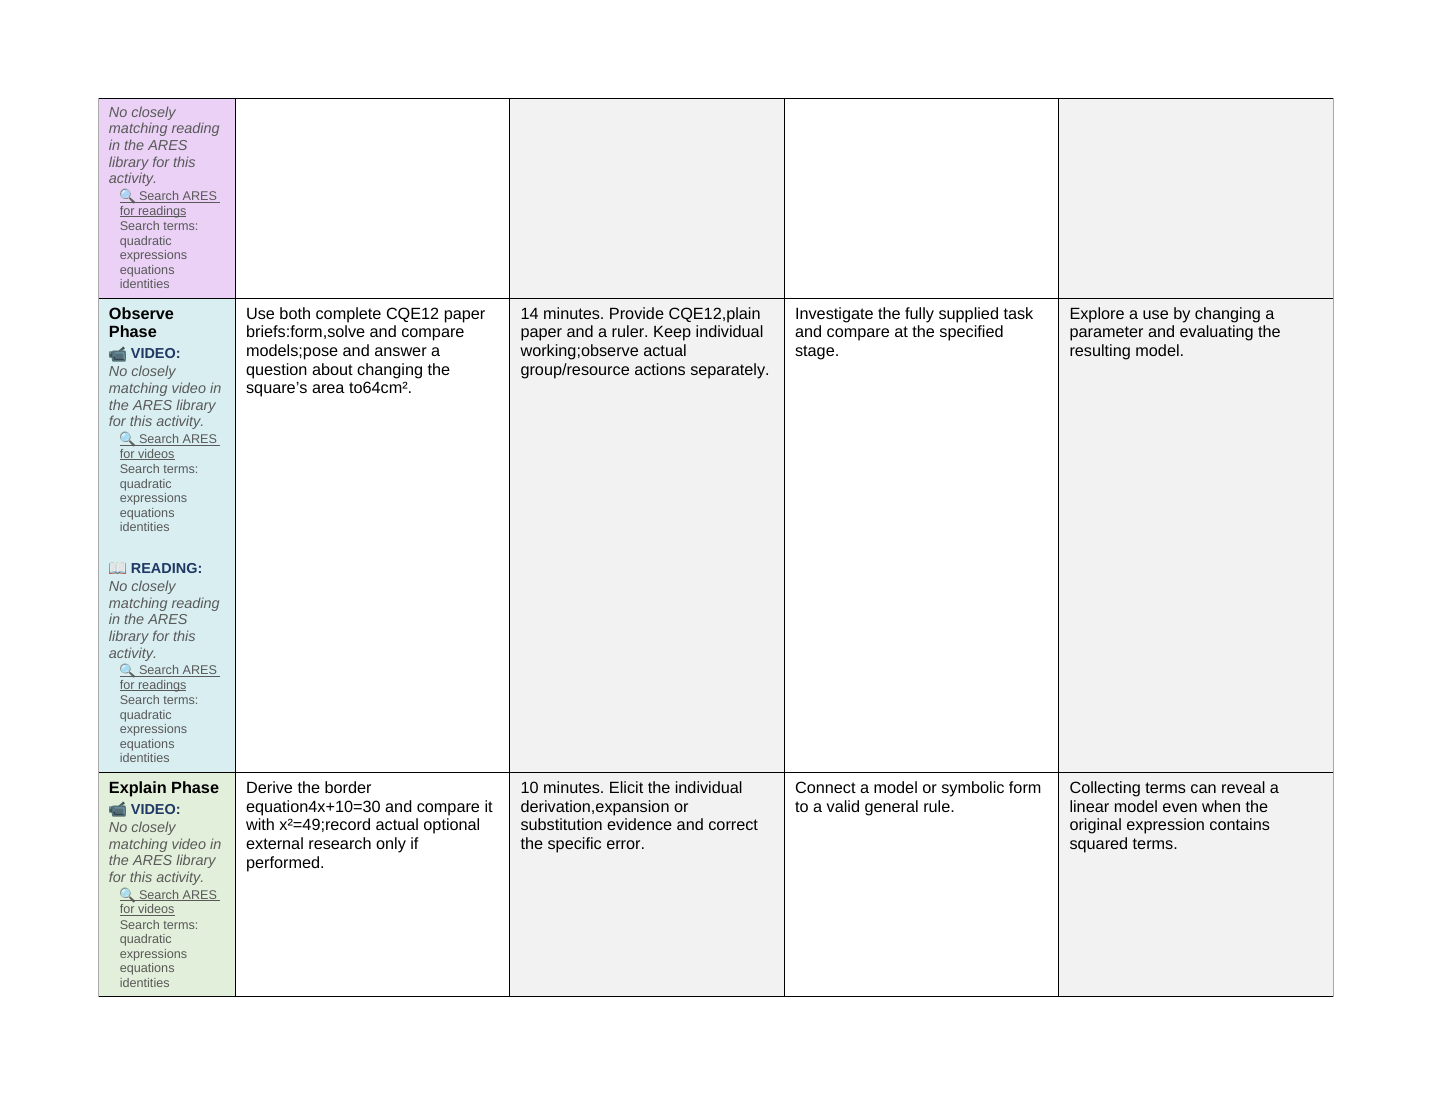 No closely
matching reading
in the ARES
library for this
activity.
🔍 Search ARES
for readings
Search terms:
quadratic
expressions
equations
identities
Observe
Phase
📹 VIDEO:
No closely
matching video in
the ARES library
for this activity.
🔍 Search ARES
for videos
Search terms:
quadratic
expressions
equations
identities
📖 READING:
No closely
matching reading
in the ARES
library for this
activity.
🔍 Search ARES
for readings
Search terms:
quadratic
expressions
equations
identities
Use both complete CQE12 paper
briefs:form,solve and compare
models;pose and answer a
question about changing the
square’s area to64cm².
14 minutes. Provide CQE12,plain
paper and a ruler. Keep individual
working;observe actual
group/resource actions separately.
Investigate the fully supplied task
and compare at the specified
stage.
Explore a use by changing a
parameter and evaluating the
resulting model.
Explain Phase
📹 VIDEO:
No closely
matching video in
the ARES library
for this activity.
🔍 Search ARES
for videos
Search terms:
quadratic
expressions
equations
identities
Derive the border
equation4x+10=30 and compare it
with x²=49;record actual optional
external research only if
performed.
10 minutes. Elicit the individual
derivation,expansion or
substitution evidence and correct
the specific error.
Connect a model or symbolic form
to a valid general rule.
Collecting terms can reveal a
linear model even when the
original expression contains
squared terms.